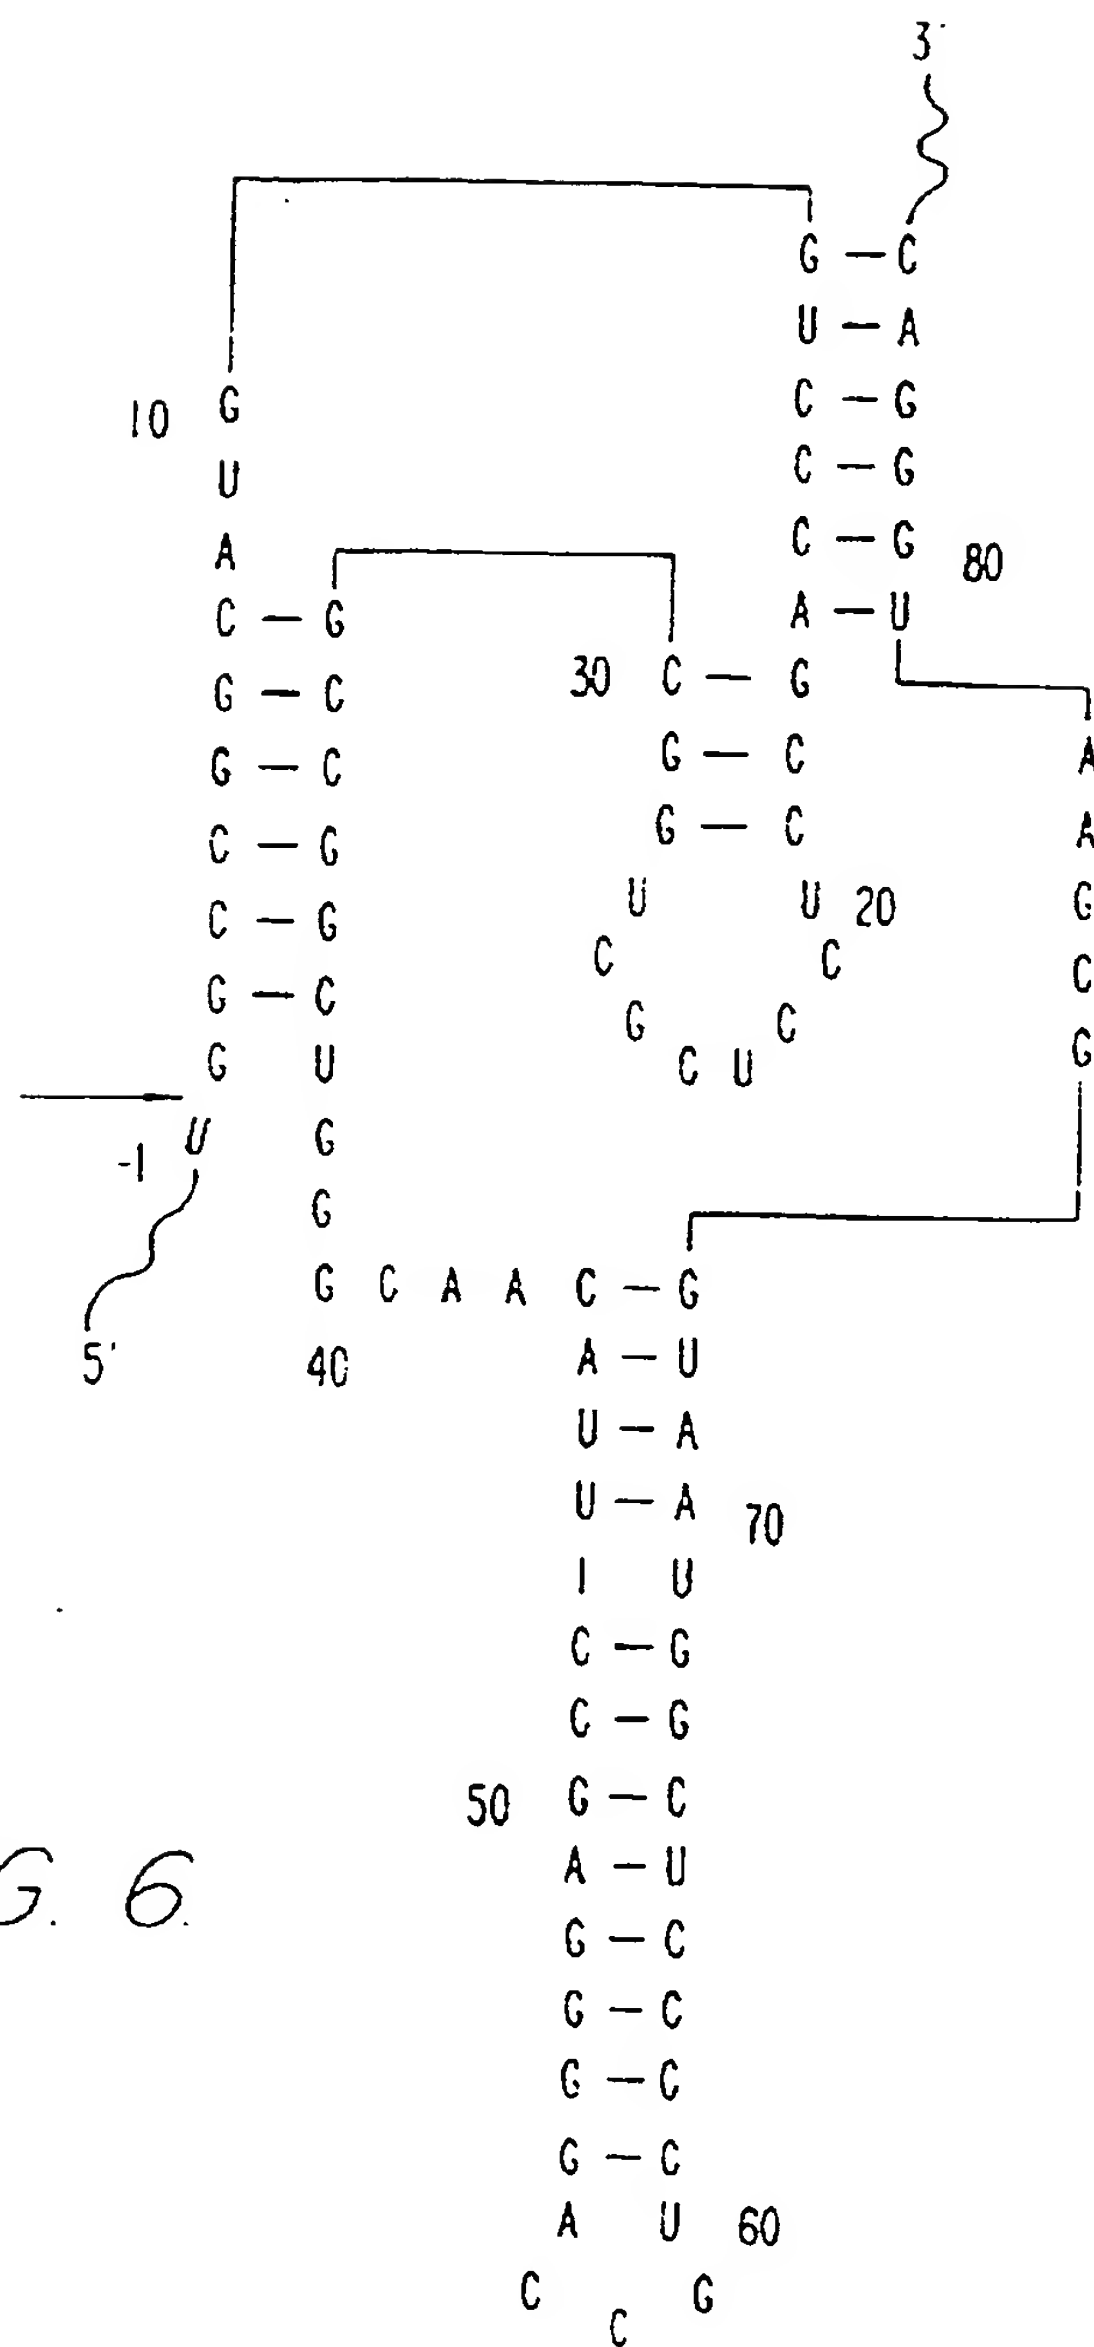 3'
G — C
U — A
C — G
10 G
C — G
U
C — G 80
A
A — U
C — G
30 C — G
G — C
G — C
A
G — C
G — C
A
C — G
U U 20
G
C — G
C C
C
G — C
G C
G
G U
C U
U
-1
G
G
5'
G C A A C — G
40
A — U
U — A
U — A 70
I U
C — G
C — G
50 G — C
A — U
G. 6.
G — C
G — C
G — C
G — C
A U 60
C G
C